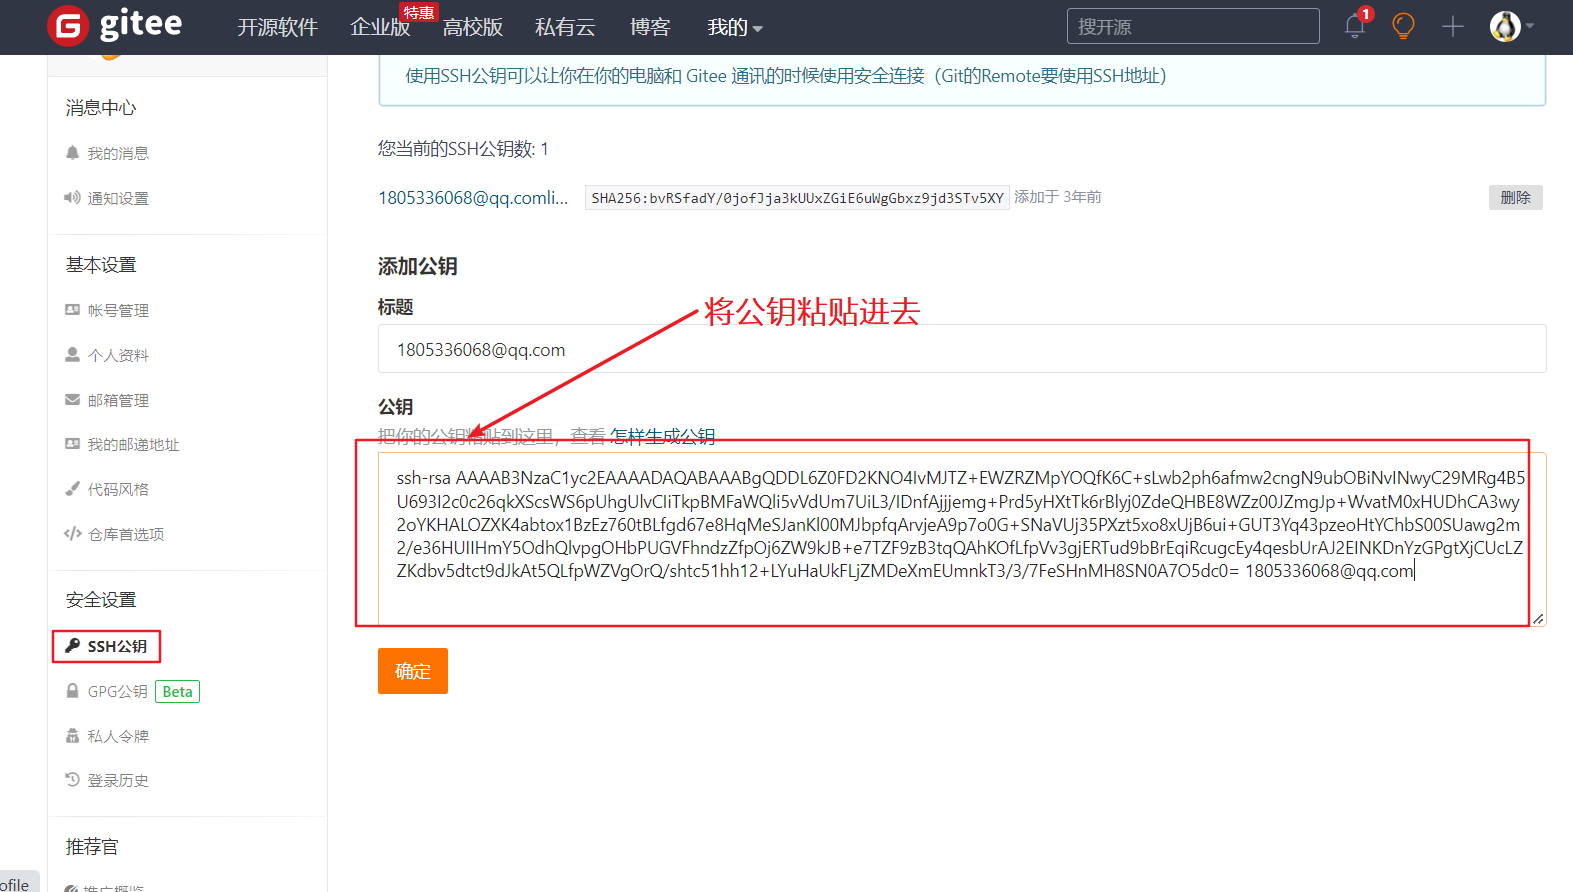 gitee
开源软件
企业版
特惠
高校版
私有云
博客
我的
搜开源
1
使用SSH公钥可以让你在你的电脑和 Gitee 通讯的时候使用安全连接（Git的Remote要使用SSH地址）
消息中心
我的消息
通知设置
基本设置
帐号管理
个人资料
邮箱管理
我的邮递地址
代码风格
仓库首选项
安全设置
SSH公钥
GPG公钥 Beta
私人令牌
登录历史
推荐官
推广概览
ofile
您当前的SSH公钥数: 1
1805336068@qq.comli... SHA256:bvRSfadY/0jofJja3kUUxZGiE6uWgGbxz9jd3STv5XY 添加于 3年前 删除
添加公钥
标题
将公钥粘贴进去
1805336068@qq.com
公钥
把你的公钥粘贴到这里，查看 怎样生成公钥
ssh-rsa AAAAB3NzaC1yc2EAAAADAQABAAABgQDDL6Z0FD2KNO4IvMJTZ+EWZRZMpYOQfK6C+sLwb2ph6afmw2cngN9ubOBiNvINwyC29MRg4B5
U693I2c0c26qkXScsWS6pUhgUlvCIiTkpBMFaWQli5vVdUm7UiL3/IDnfAjjjemg+Prd5yHXtTk6rBlyj0ZdeQHBE8WZz00JZmgJp+WvatM0xHUDhCA3wy
2oYKHALOZXK4abtox1BzEz760tBLfgd67e8HqMeSJanKl00MJbpfqArvjeA9p7o0G+SNaVUj35PXzt5xo8xUjB6ui+GUT3Yq43pzeoHtYChbS00SUawg2m
2/e36HUIIHmY5OdhQlvpgOHbPUGVFhndzZfpOj6ZW9kJB+e7TZF9zB3tqQAhKOfLfpVv3gjERTud9bBrEqiRcugcEy4qesbUrAJ2EINKDnYzGPgtXjCUcLZ
ZKdbv5dtct9dJkAt5QLfpWZVgOrQ/shtc51hh12+LYuHaUkFLjZMDeXmEUmnkT3/3/7FeSHnMH8SN0A7O5dc0= 1805336068@qq.com
确定